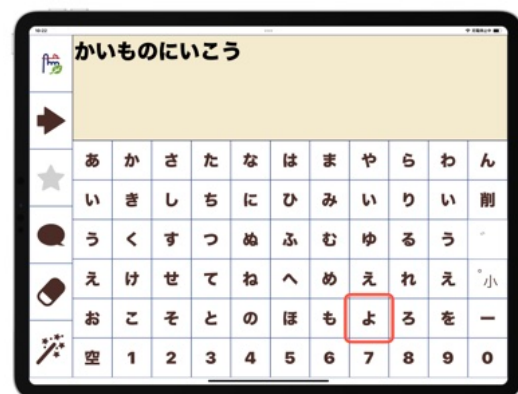 かいものにいこう
あ か さ た な は ま や ら わ ん
い き し ち に ひ み い り い 削
う く す つ ぬ ふ む ゆ る う ゛
え け せ て ね へ め え れ え ゜小
お こ そ と の ほ も よ ろ を ー
空 1 2 3 4 5 6 7 8 9 0